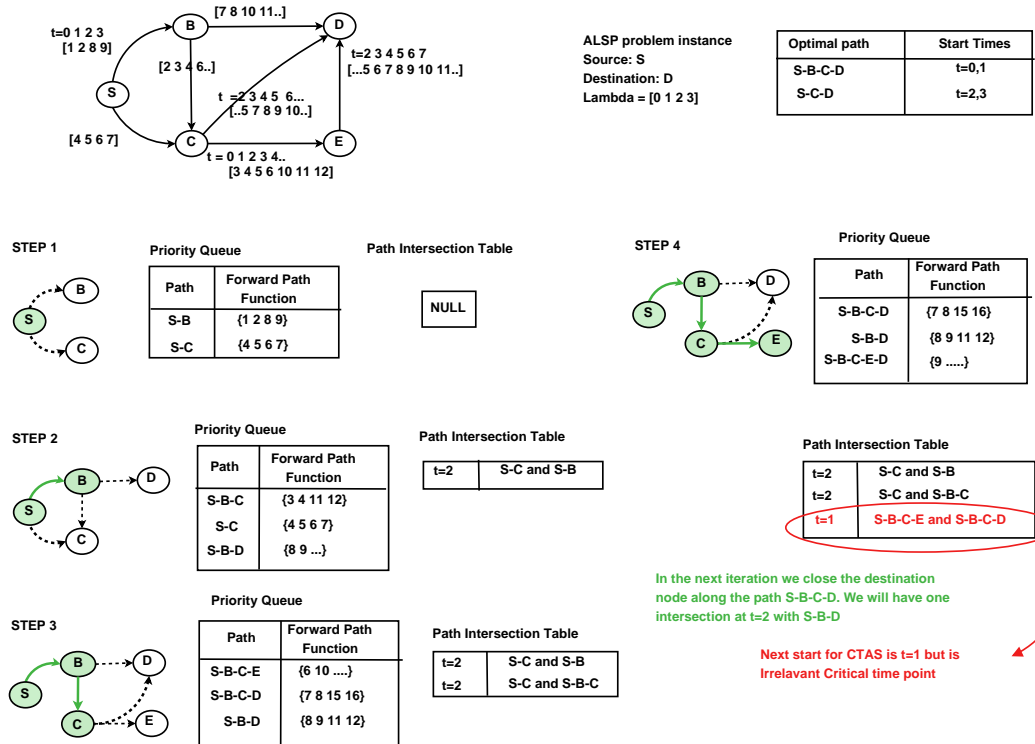 [7 8 10 11..]
B
D
t=0 1 2 3
[1 2 8 9]
t=2 3 4 5 6 7
[...5 6 7 8 9 10 11..]
[2 3 4 6..]
S
t =2 3 4 5 6...
[..5 7 8 9 10..]
[4 5 6 7]
C
E
t = 0 1 2 3 4..
[3 4 5 6 10 11 12]
ALSP problem instance
Source: S
Destination: D
Lambda = [0 1 2 3]
Optimal path Start Times
S-B-C-D t=0,1
S-C-D t=2,3
STEP 1
B
S
C
Priority Queue
Path Forward Path
Function
S-B {1 2 8 9}
S-C {4 5 6 7}
Path Intersection Table
NULL
STEP 2
B
D
S
C
Priority Queue
Path Forward Path
Function
S-B-C {3 4 11 12}
S-C {4 5 6 7}
S-B-D {8 9 ...}
Path Intersection Table
t=2 S-C and S-B
STEP 3
B
D
S
C
E
Priority Queue
Path Forward Path
Function
S-B-C-E {6 10 ....}
S-B-C-D {7 8 15 16}
S-B-D {8 9 11 12}
Path Intersection Table
t=2 S-C and S-B
t=2 S-C and S-B-C
STEP 4
B
D
S
C
E
Priority Queue
Path Forward Path
Function
S-B-C-D {7 8 15 16}
S-B-D {8 9 11 12}
S-B-C-E-D {9 .....}
Path Intersection Table
t=2 S-C and S-B
t=2 S-C and S-B-C
t=1 S-B-C-E and S-B-C-D
In the next iteration we close the destination
node along the path S-B-C-D. We will have one
intersection at t=2 with S-B-D
Next start for CTAS is t=1 but is
Irrelavant Critical time point